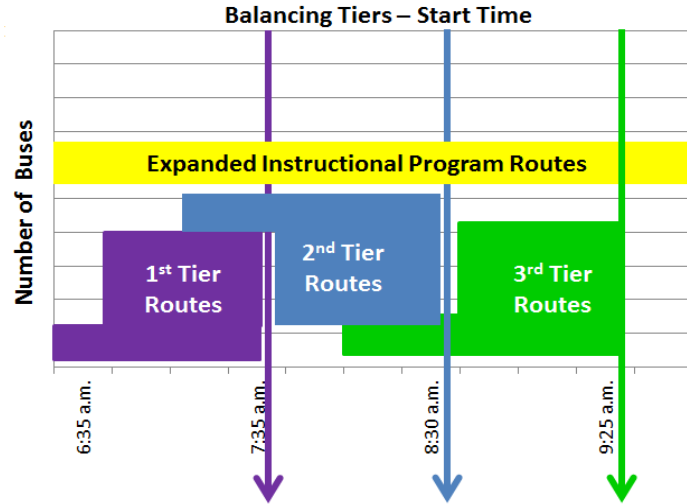 Balancing Tiers – Start Time
Number of Buses
Expanded Instructional Program Routes
1st Tier
Routes
2nd Tier
Routes
3rd Tier
Routes
6:35 a.m.
7:35 a.m.
8:30 a.m.
9:25 a.m.